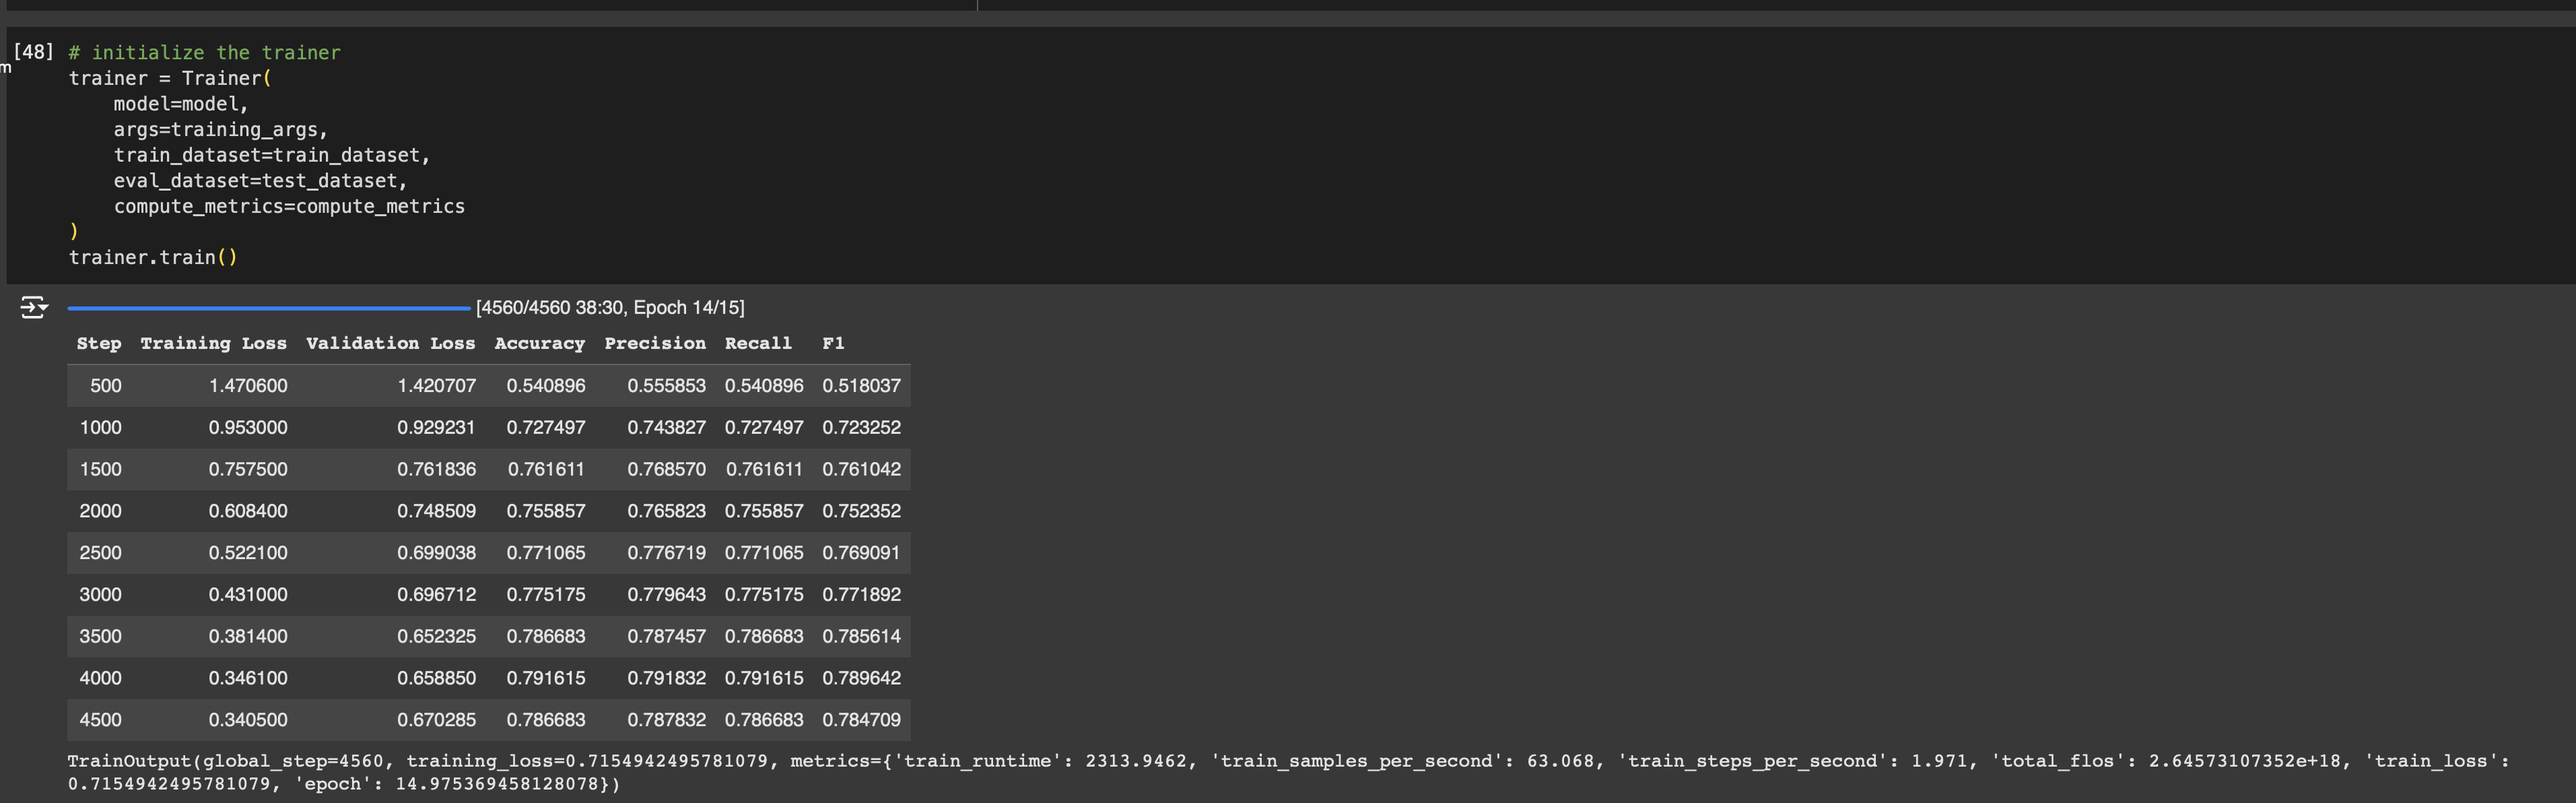 [48] # initialize the trainer
m
trainer = Trainer(
    model=model,
    args=training_args,
    train_dataset=train_dataset,
    eval_dataset=test_dataset,
    compute_metrics=compute_metrics
)
trainer.train()
[4560/4560 38:30, Epoch 14/15]
Step Training Loss Validation Loss Accuracy Precision Recall F1
500 1.470600 1.420707 0.540896 0.555853 0.540896 0.518037
1000 0.953000 0.929231 0.727497 0.743827 0.727497 0.723252
1500 0.757500 0.761836 0.761611 0.768570 0.761611 0.761042
2000 0.608400 0.748509 0.755857 0.765823 0.755857 0.752352
2500 0.522100 0.699038 0.771065 0.776719 0.771065 0.769091
3000 0.431000 0.696712 0.775175 0.779643 0.775175 0.771892
3500 0.381400 0.652325 0.786683 0.787457 0.786683 0.785614
4000 0.346100 0.658850 0.791615 0.791832 0.791615 0.789642
4500 0.340500 0.670285 0.786683 0.787832 0.786683 0.784709
TrainOutput(global_step=4560, training_loss=0.7154942495781079, metrics={'train_runtime': 2313.9462, 'train_samples_per_second': 63.068, 'train_steps_per_second': 1.971, 'total_flos': 2.64573107352e+18, 'train_loss':
0.7154942495781079, 'epoch': 14.975369458128078})